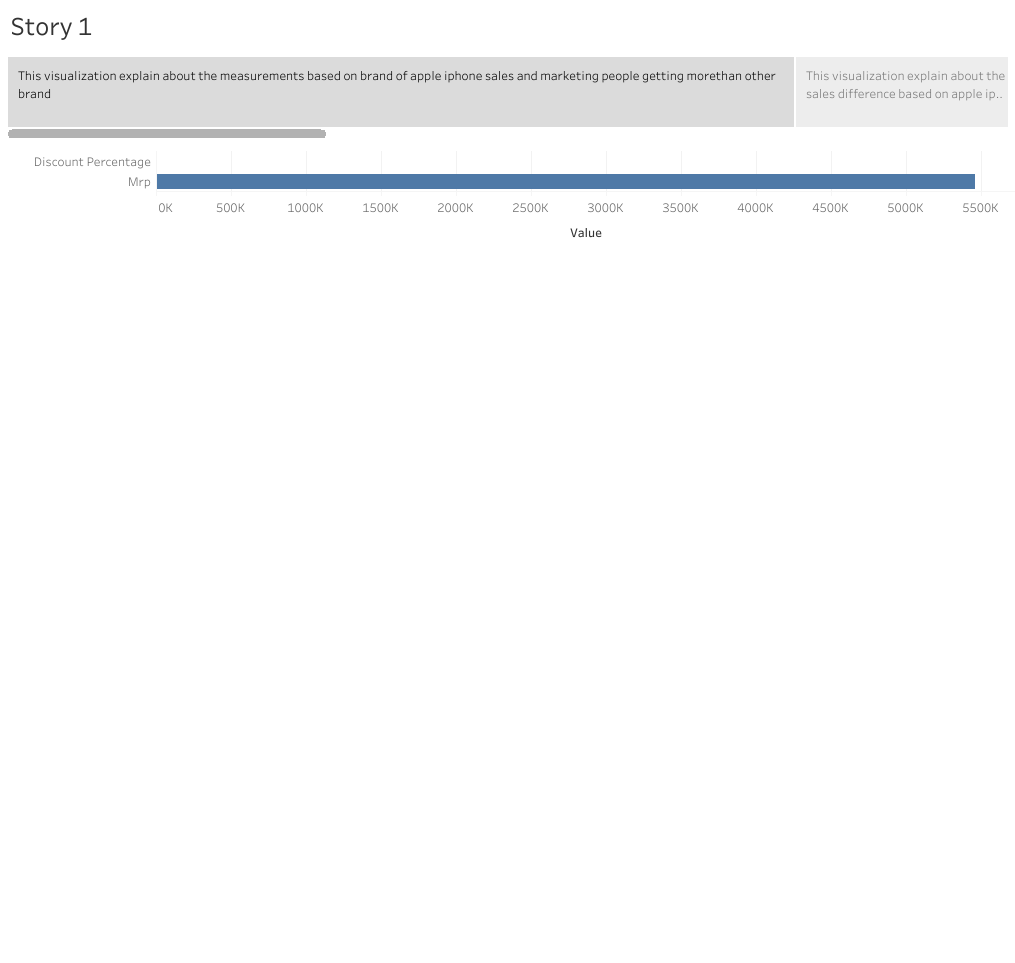 Story 1
This visualization explain about the measurements based on brand of apple iphone sales and marketing people getting morethan other
brand
This visualization explain about the
sales difference based on apple ip..
Discount Percentage
Mrp
0K 500K 1000K 1500K 2000K 2500K 3000K 3500K 4000K 4500K 5000K 5500K
Value